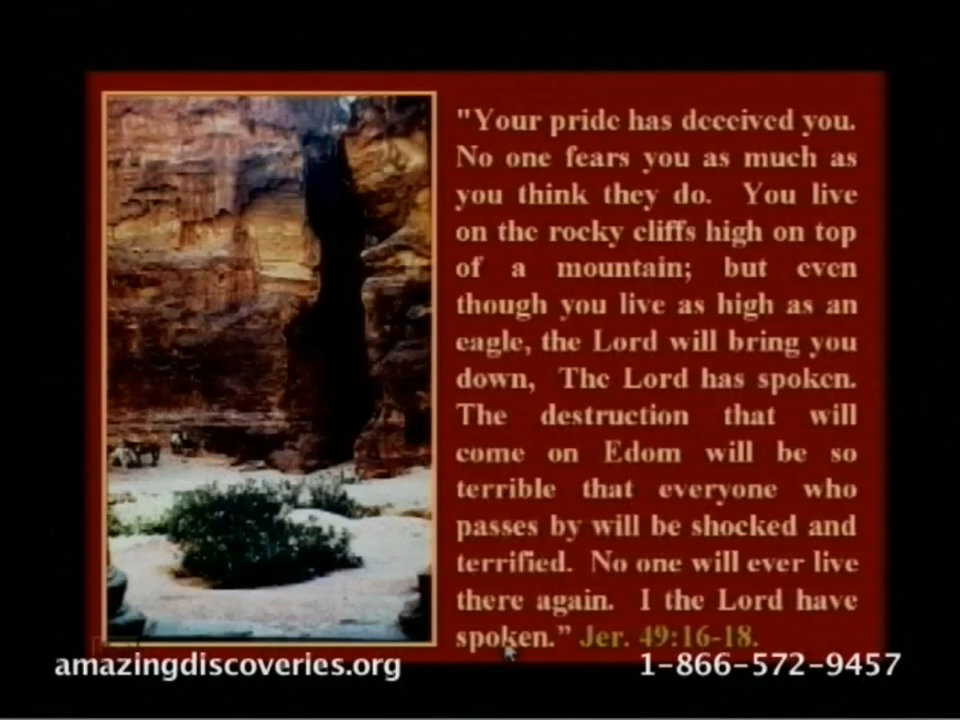 "Your pride has deceived you.
No one fears you as much as
you think they do. You live
on the rocky cliffs high on top
of a mountain; but even
though you live as high as an
eagle, the Lord will bring you
down, The Lord has spoken.
The destruction that will
come on Edom will be so
terrible that everyone who
passes by will be shocked and
terrified. No one will ever live
there again. I the Lord have
spoken.” Jer. 49:16-18.
amazingdiscoveries.org 1-866-572-9457